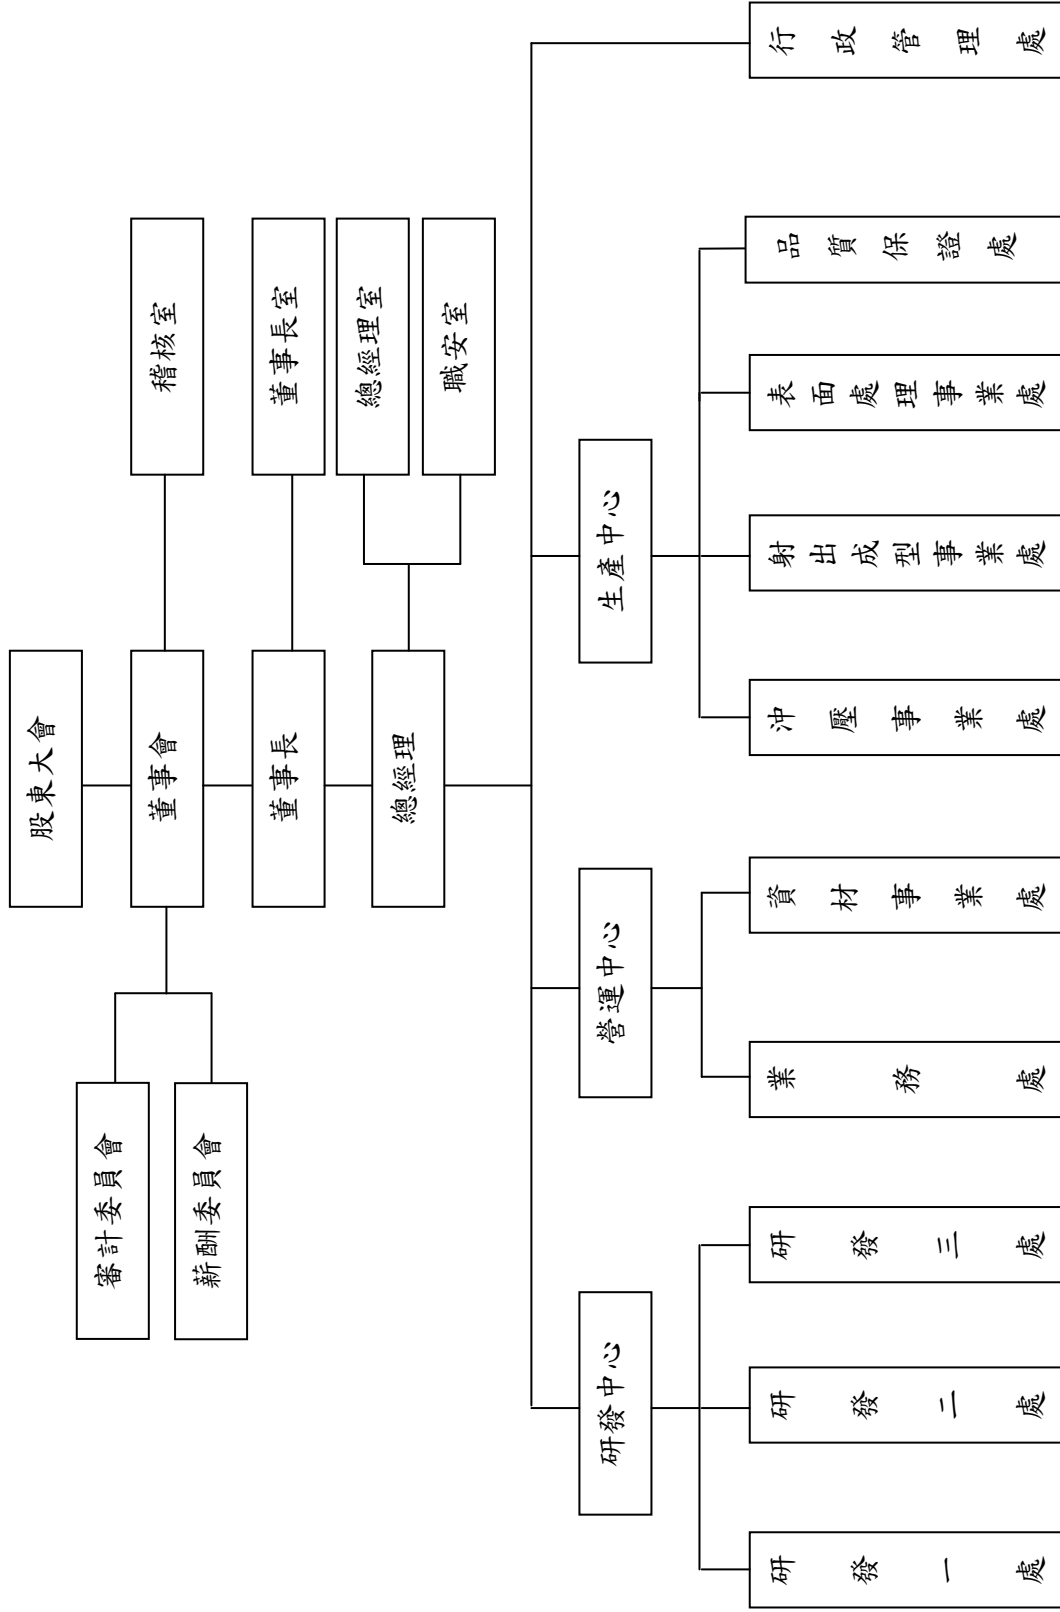 股東大會
董事會
審計委員會
薪酬委員會
稽核室
董事長
董事長室
總經理
總經理室
職安室
研發中心
營運中心
生產中心
研發一處
研發二處
研發三處
業務處
資材事業處
沖壓事業處
射出成型事業處
表面處理事業處
品質保證處
行政管理處